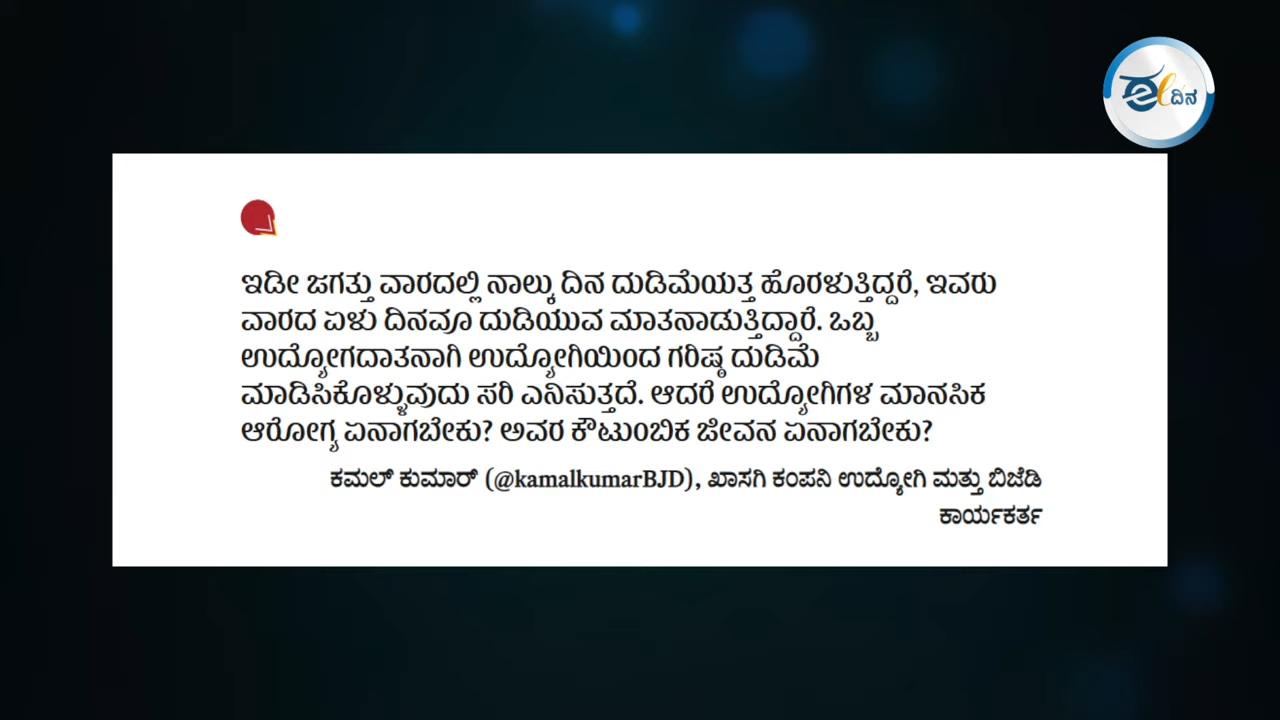 ದಿನ
ಇಡೀ ಜಗತ್ತು ವಾರದಲ್ಲಿ ನಾಲ್ಕು ದಿನ ದುಡಿಮೆಯತ್ತ ಹೊರಳುತ್ತಿದ್ದರೆ, ಇವರು
ವಾರದ ಏಳು ದಿನವೂ ದುಡಿಯುವ ಮಾತನಾಡುತ್ತಿದ್ದಾರೆ. ಒಬ್ಬ
ಉದ್ಯೋಗದಾತನಾಗಿ ಉದ್ಯೋಗಿಯಿಂದ ಗರಿಷ್ಠ ದುಡಿಮೆ
ಮಾಡಿಸಿಕೊಳ್ಳುವುದು ಸರಿ ಎನಿಸುತ್ತದೆ. ಆದರೆ ಉದ್ಯೋಗಿಗಳ ಮಾನಸಿಕ
ಆರೋಗ್ಯ ಏನಾಗಬೇಕು? ಅವರ ಕೌಟುಂಬಿಕ ಜೀವನ ಏನಾಗಬೇಕು?
ಕಮಲ್ ಕುಮಾರ್ (@kamalkumarBJD), ಖಾಸಗಿ ಕಂಪನಿ ಉದ್ಯೋಗಿ ಮತ್ತು ಬಿಜೆಡಿ
ಕಾರ್ಯಕರ್ತ